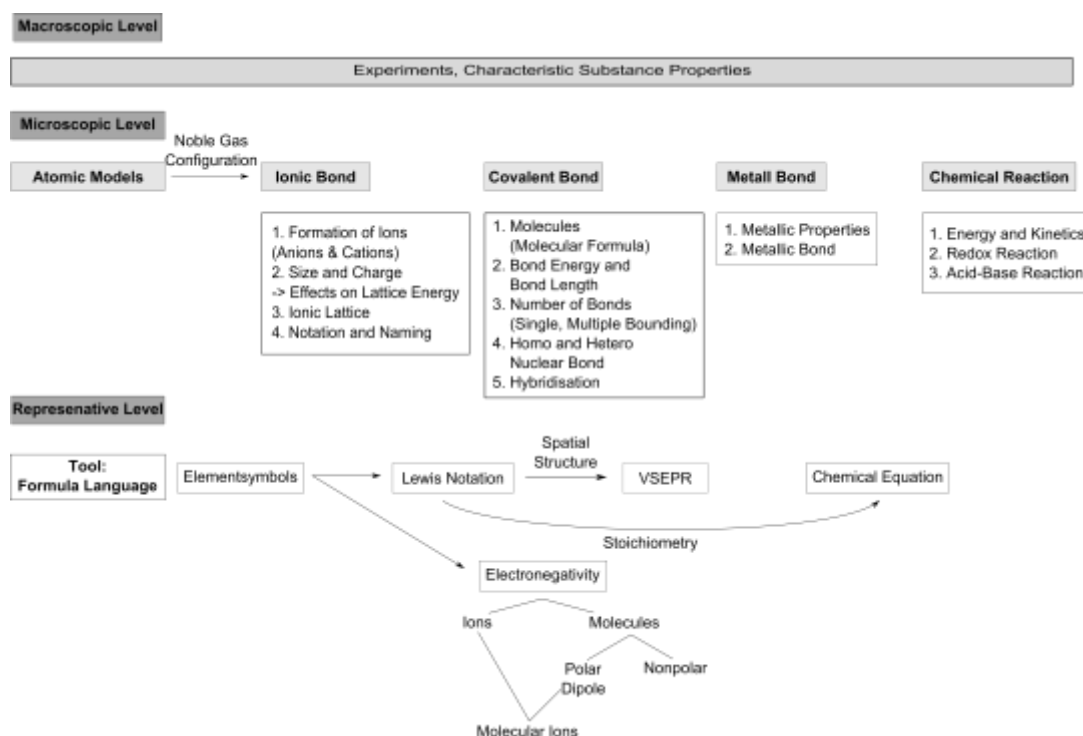 Macroscopic Level
Experiments, Characteristic Substance Properties
Microscopic Level
Noble Gas
Configuration
Atomic Models
Ionic Bond
Covalent Bond
Metall Bond
Chemical Reaction
1. Formation of Ions
(Anions & Cations)
2. Size and Charge
-> Effects on Lattice Energy
3. Ionic Lattice
4. Notation and Naming
1. Molecules
(Molecular Formula)
2. Bond Energy and
Bond Length
3. Number of Bonds
(Single, Multiple Bounding)
4. Homo and Hetero
Nuclear Bond
5. Hybridisation
1. Metallic Properties
2. Metallic Bond
1. Energy and Kinetics
2. Redox Reaction
3. Acid-Base Reaction
Represenative Level
Tool:
Formula Language
Elementsymbols
Lewis Notation
Spatial
Structure
VSEPR
Chemical Equation
Stoichiometry
Electronegativity
Ions
Molecules
Polar
Dipole
Nonpolar
Molecular Ions